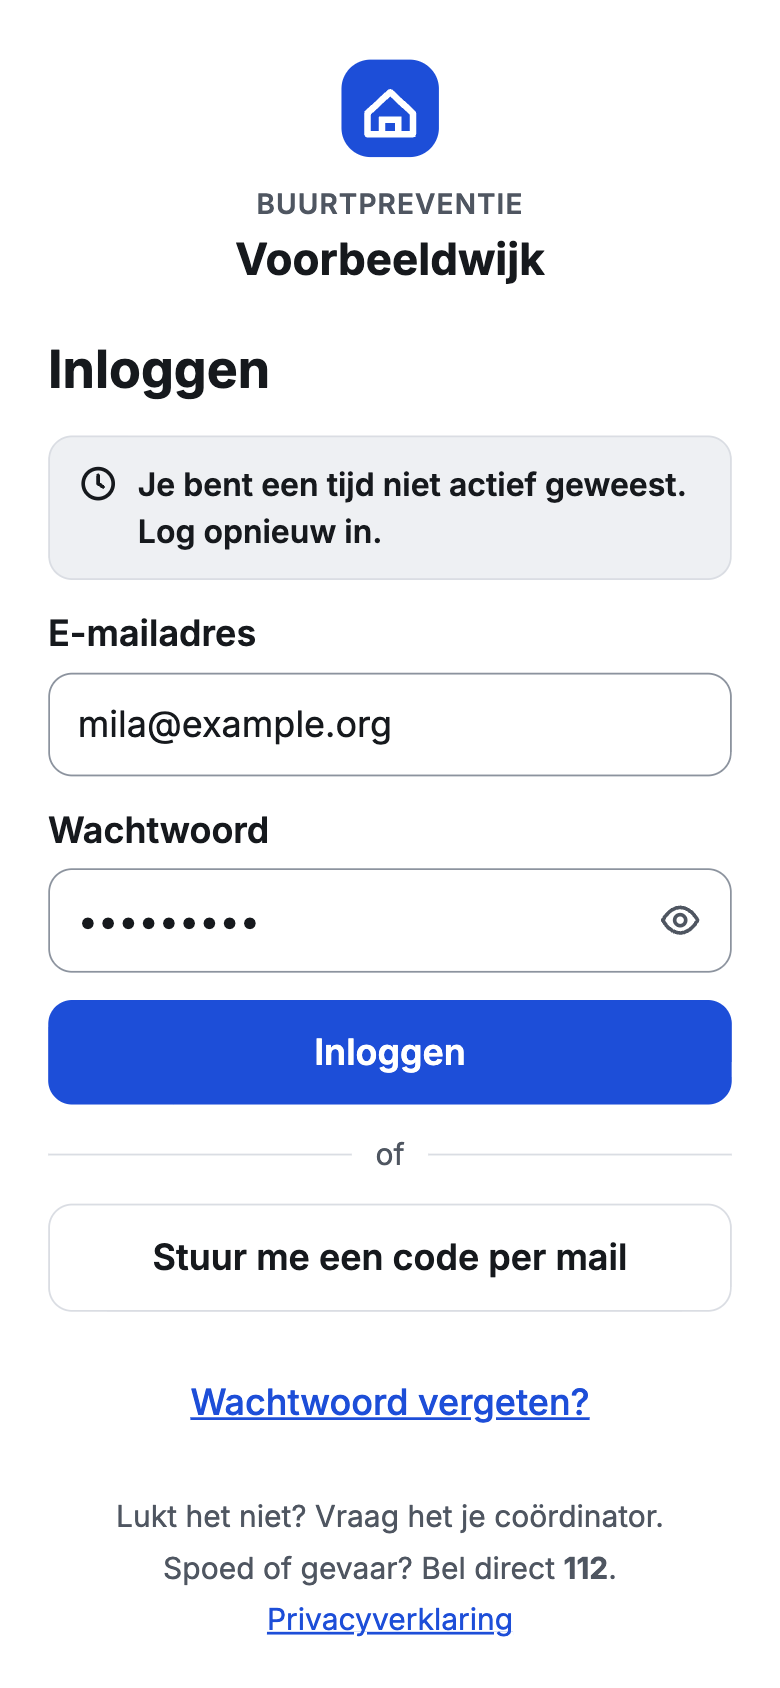 BUURTPREVENTIE
Voorbeeldwijk
Inloggen
Je bent een tijd niet actief geweest.
Log opnieuw in.
E-mailadres
mila@example.org
Wachtwoord
•••••••••
Inloggen
of
Stuur me een code per mail
Wachtwoord vergeten?
Lukt het niet? Vraag het je coördinator.
Spoed of gevaar? Bel direct 112.
Privacyverklaring